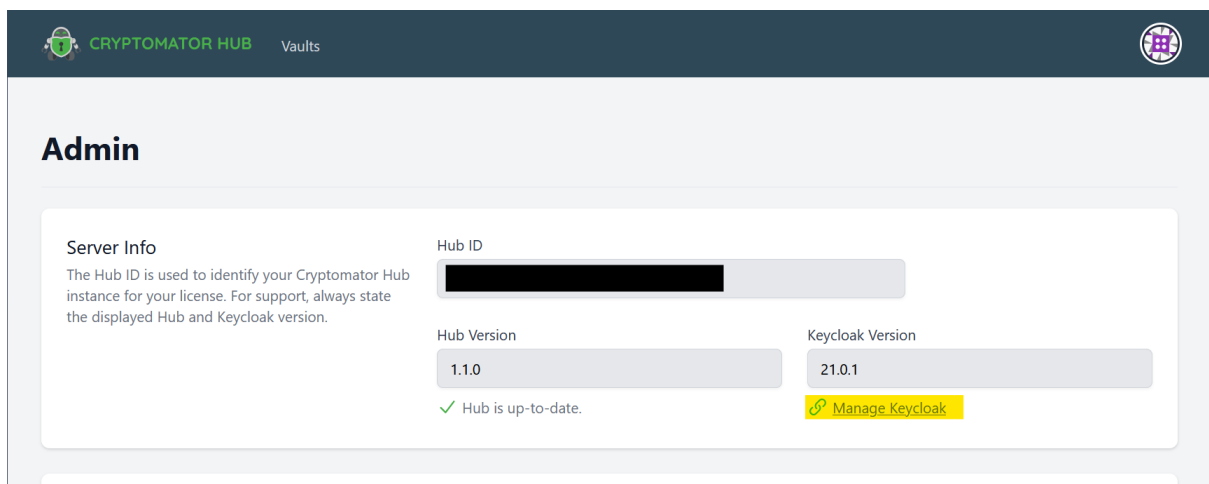 CRYPTOMATOR HUB Vaults
Admin
Server Info
The Hub ID is used to identify your Cryptomator Hub
instance for your license. For support, always state
the displayed Hub and Keycloak version.
Hub ID
Hub Version
1.1.0
Hub is up-to-date.
Keycloak Version
21.0.1
Manage Keycloak